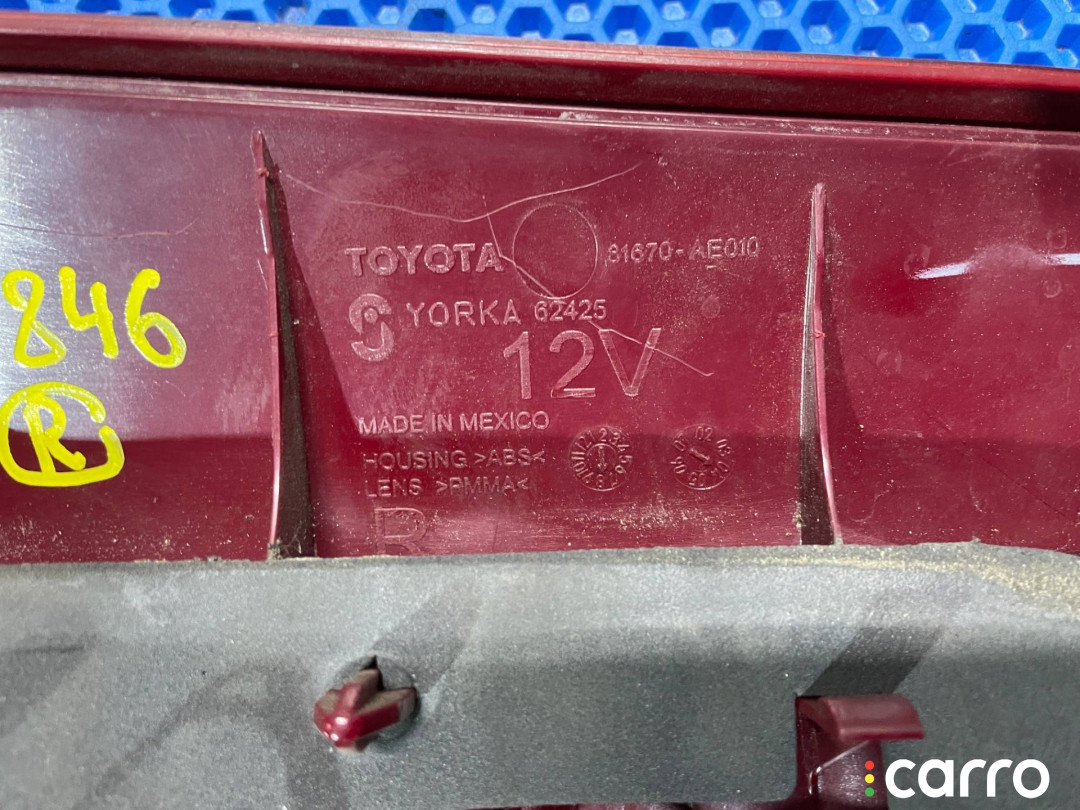 TOYOTA 81670-AE010
YORKA 62425
12V
MADE IN MEXICO
HOUSING >ABS<
LENS >PMMA<
R
846
R
carro